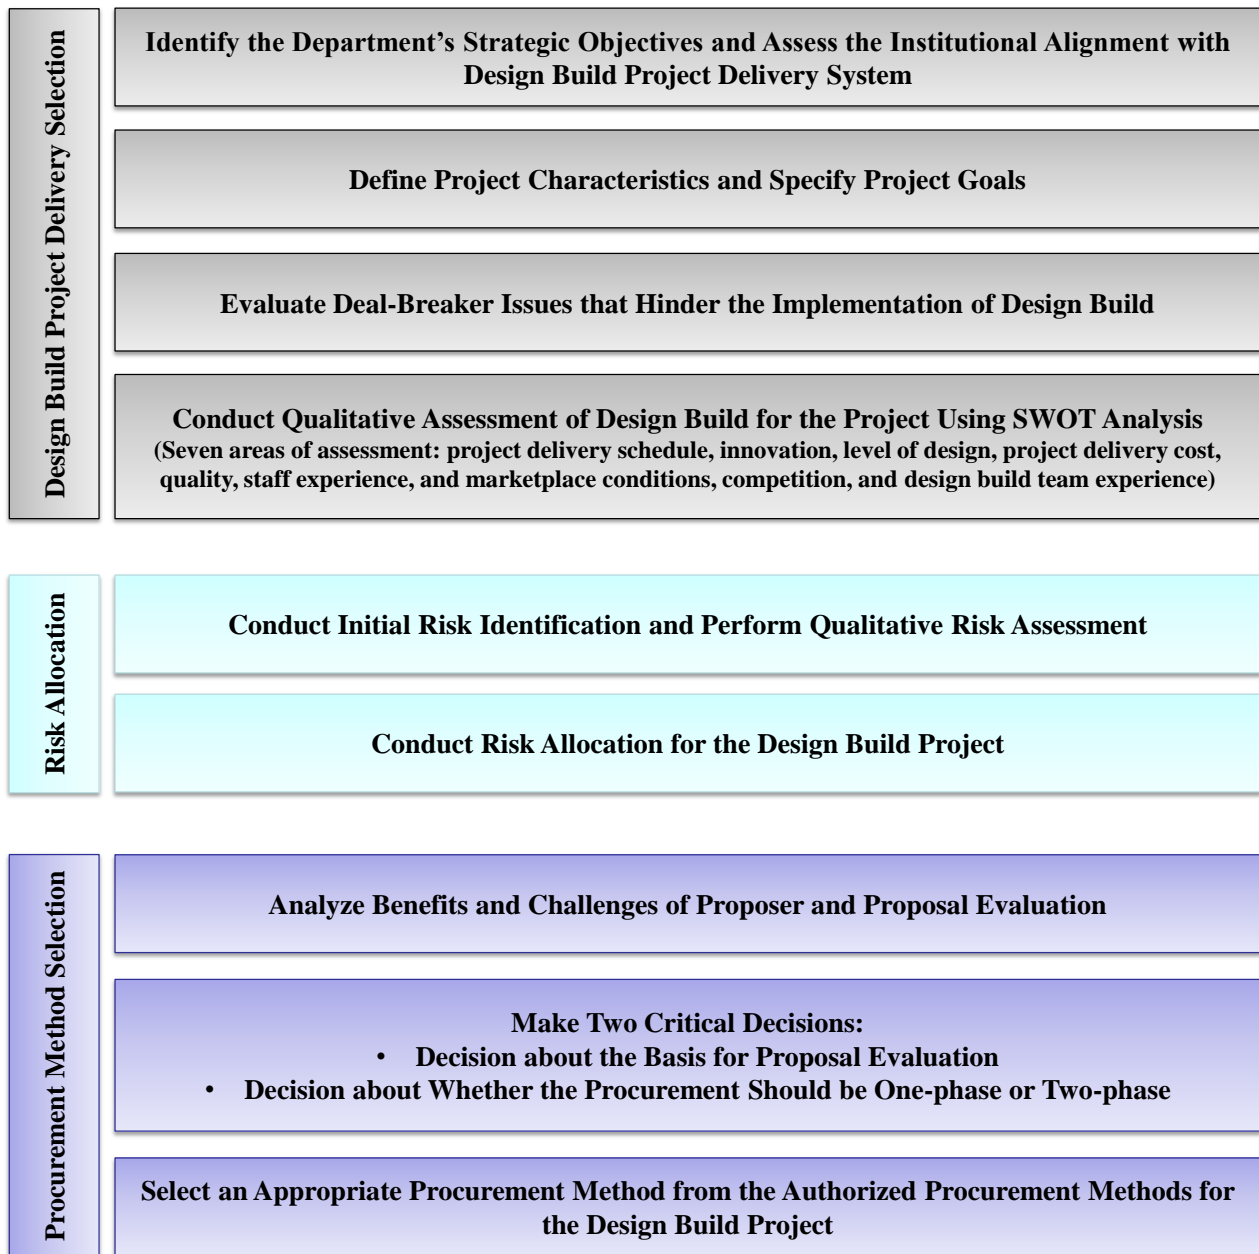 Design Build Project Delivery Selection
Identify the Department’s Strategic Objectives and Assess the Institutional Alignment with
Design Build Project Delivery System
Define Project Characteristics and Specify Project Goals
Evaluate Deal-Breaker Issues that Hinder the Implementation of Design Build
Conduct Qualitative Assessment of Design Build for the Project Using SWOT Analysis
(Seven areas of assessment: project delivery schedule, innovation, level of design, project delivery cost,
quality, staff experience, and marketplace conditions, competition, and design build team experience)
Risk Allocation
Conduct Initial Risk Identification and Perform Qualitative Risk Assessment
Conduct Risk Allocation for the Design Build Project
Procurement Method Selection
Analyze Benefits and Challenges of Proposer and Proposal Evaluation
Make Two Critical Decisions:
• Decision about the Basis for Proposal Evaluation
• Decision about Whether the Procurement Should be One-phase or Two-phase
Select an Appropriate Procurement Method from the Authorized Procurement Methods for
the Design Build Project